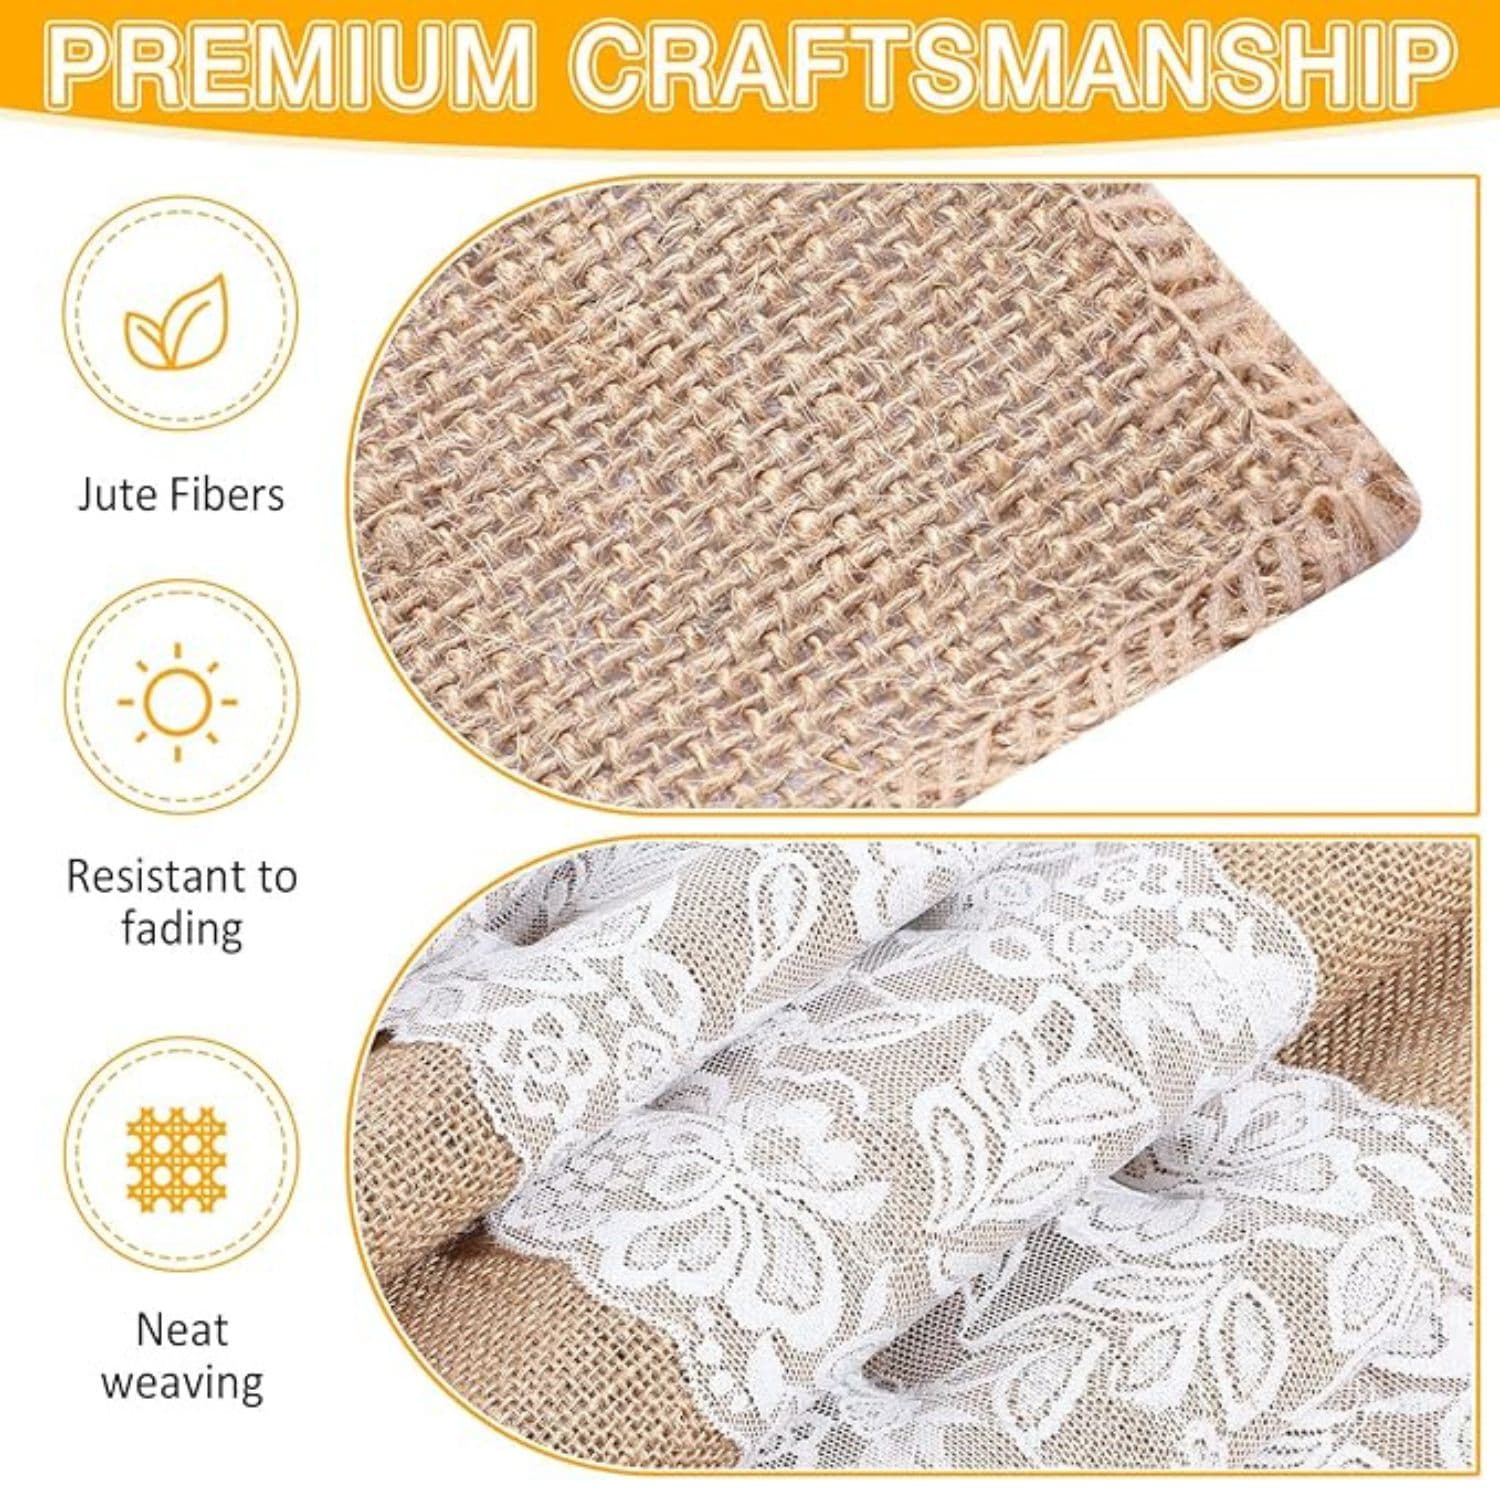 PREMIUM CRAFTSMANSHIP
Jute Fibers
Resistant to
fading
Neat
weaving